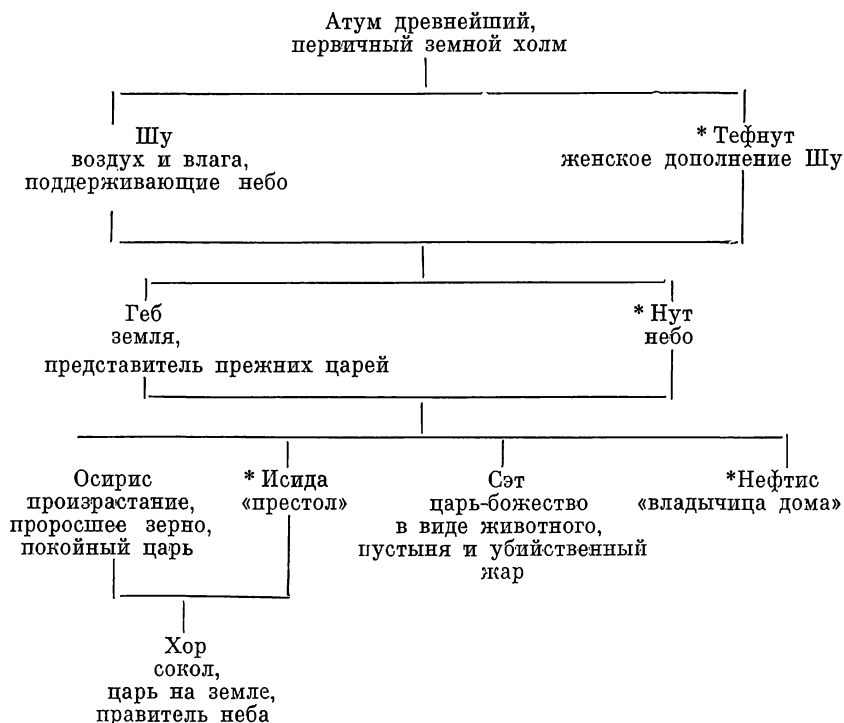 Атум древнейший,
первичный земной холм
Шу
воздух и влага,
поддерживающие небо
* Тефнут
женское дополнение Шу
Геб
земля,
представитель прежних царей
* Нут
небо
Осирис
произрастание,
проросшее зерно,
покойный царь
* Исида
«престол»
Сэт
царь-божество
в виде животного,
пустыня и убийственный
жар
*Нефтис
«владычица дома»
Хор
сокол,
царь на земле,
правитель неба